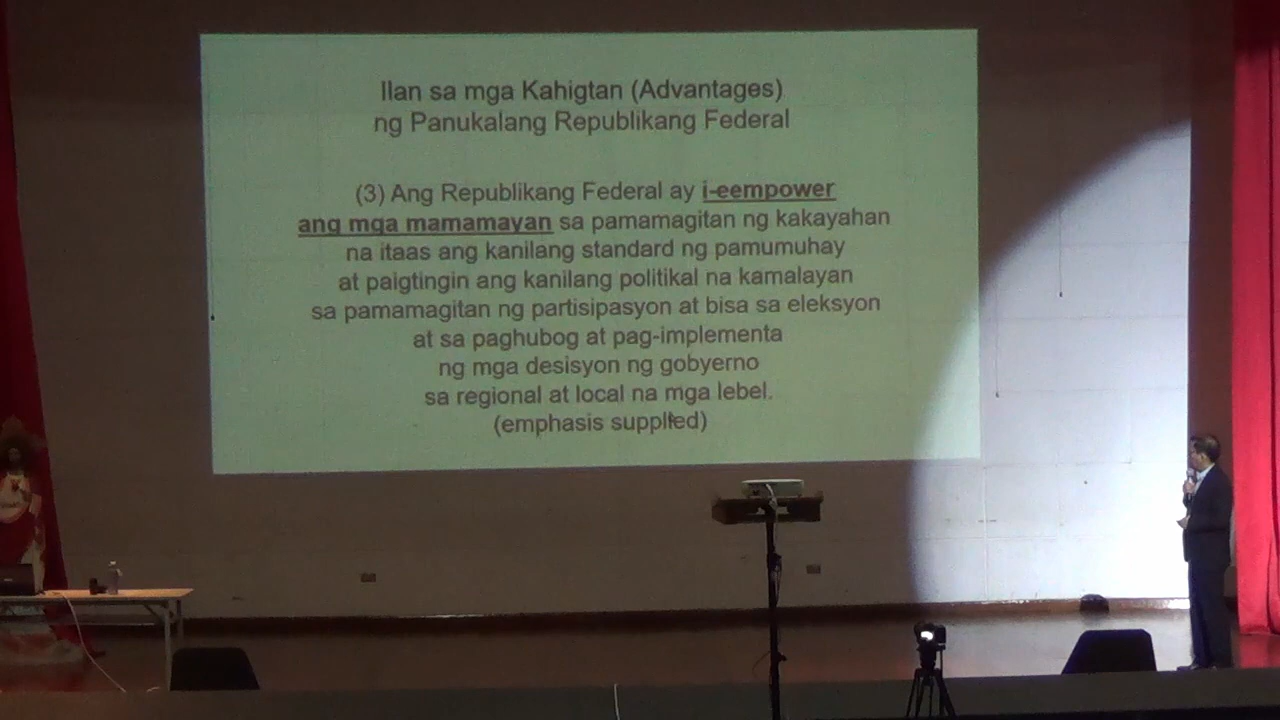 Ilan sa mga Kahigtan (Advantages)
ng Panukalang Republikang Federal
(3) Ang Republikang Federal ay i-eempower
ang mga mamamayan sa pamamagitan ng kakayahan
na itaas ang kanilang standard ng pamumuhay
at paigtingin ang kanilang politikal na kamalayan
sa pamamagitan ng partisipasyon at bisa sa eleksyon
at sa paghubog at pag-implementa
ng mga desisyon ng gobyerno
sa regional at local na mga lebel.
(emphasis supplied)